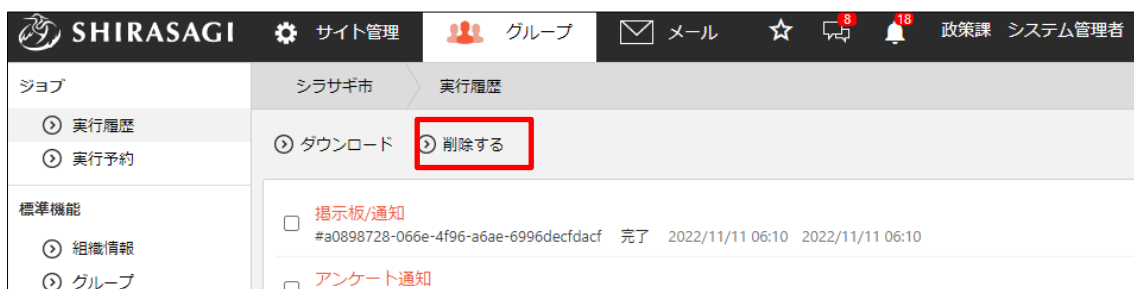 SHIRASAGI サイト管理 グループ メール 8 18 政策課 システム管理者
ジョブ
シラサギ市 実行履歴
実行履歴
実行予約
ダウンロード 削除する
標準機能
組織情報
グループ
掲示板/通知
#a0898728-066e-4f96-a6ae-6996decfdacf 完了 2022/11/11 06:10 2022/11/11 06:10
アンケート通知